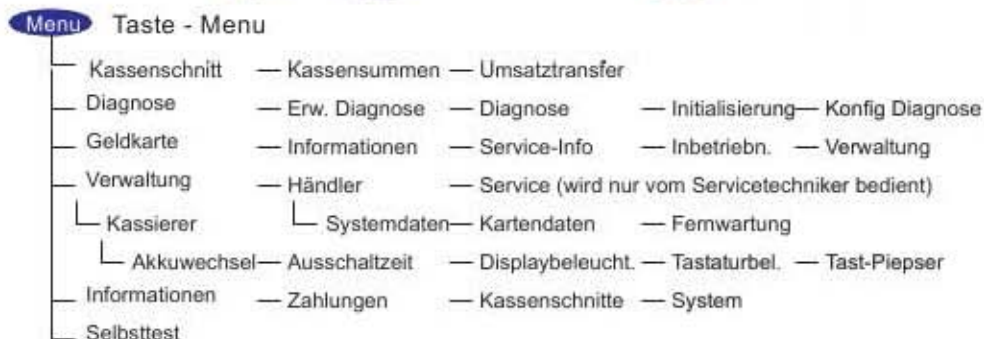 Menu Taste - Menu
Kassenschnitt Kassensummen Umsatztransfer
Diagnose Erw. Diagnose Diagnose Initialisierung Konfig Diagnose
Geldkarte Informationen Service-Info Inbetriebn. Verwaltung
Verwaltung Händler Service (wird nur vom Servicetechniker bedient)
Kassierer Systemdaten Kartendaten Fernwartung
Akkuwechsel Ausschaltzeit Displaybeleucht. Tastaturbel. Tast-Piepser
Informationen Zahlungen Kassenschnitte System
Selbsttest